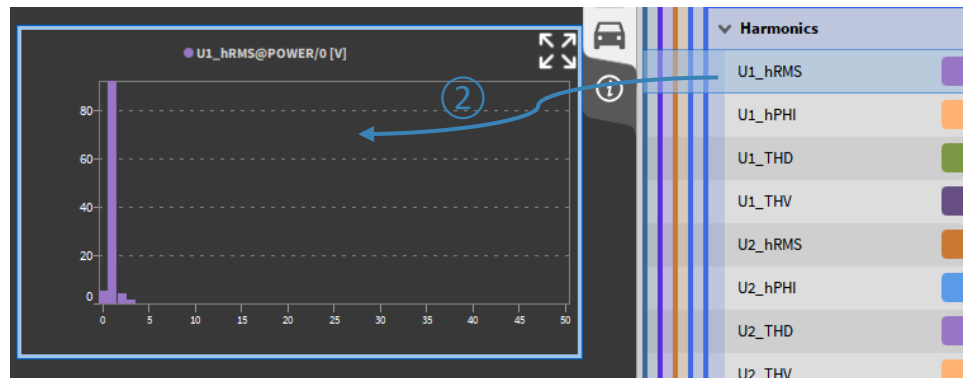 U1_hRMS@POWER/0 [V]
80
60
40
20
0
0 5 10 15 20 25 30 35 40 45 50
②
i
Harmonics
U1_hRMS
U1_hPHI
U1_THD
U1_THV
U2_hRMS
U2_hPHI
U2_THD
U2_THV